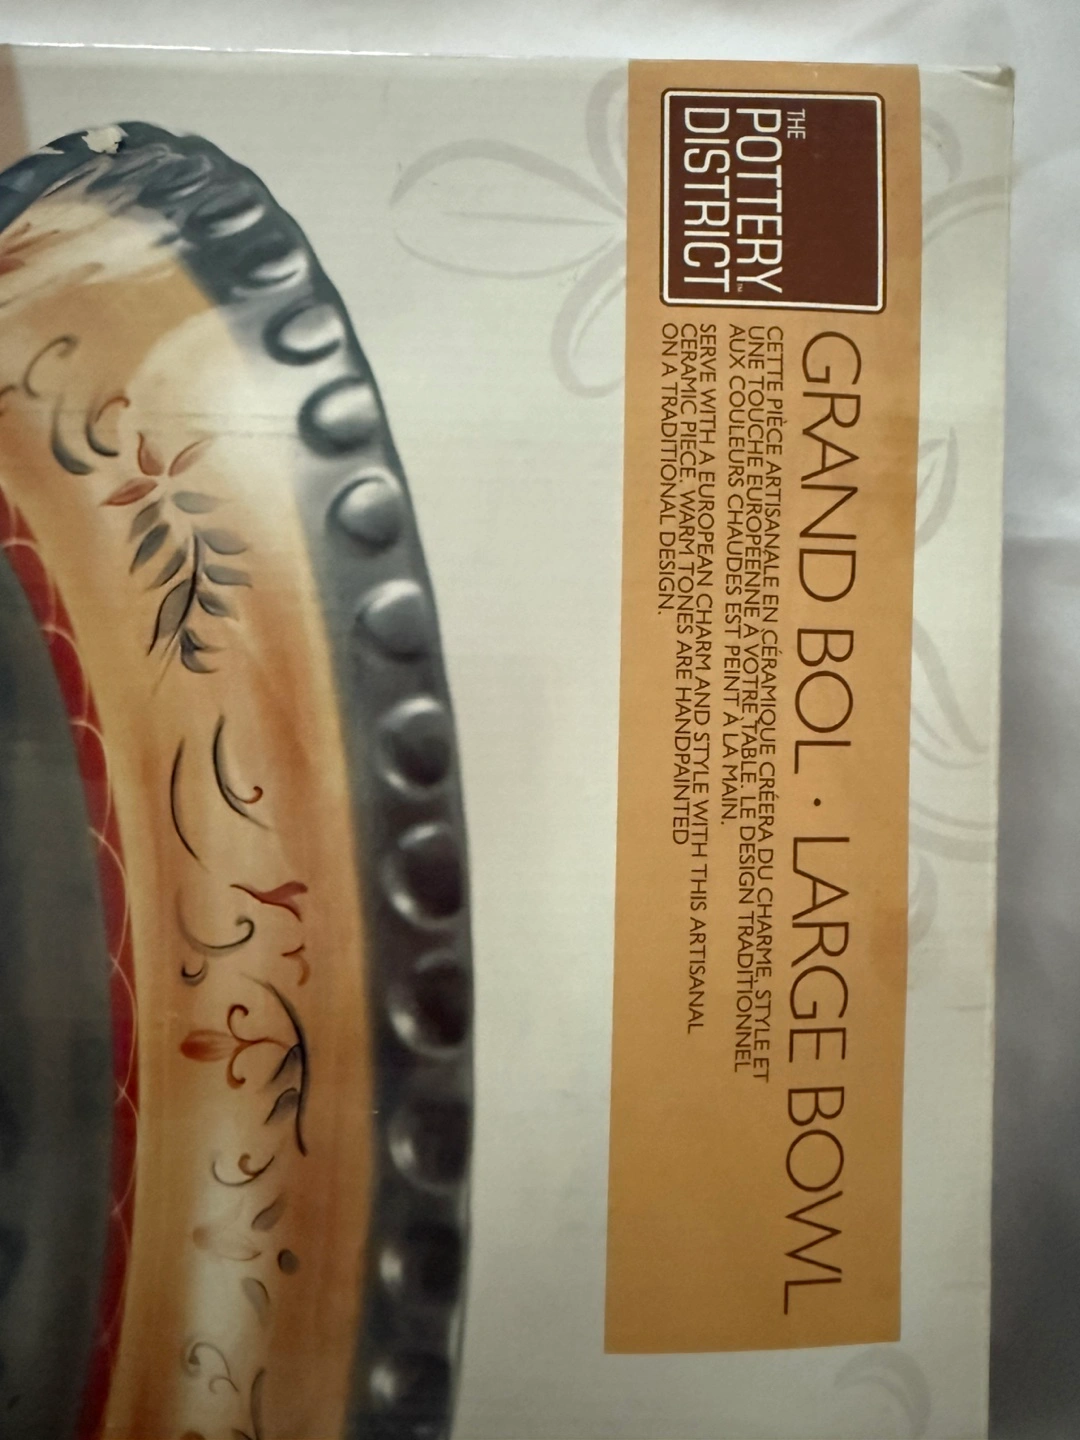 THE
POTTERY
DISTRICT™
GRAND BOL · LARGE BOWL
CETTE PIÈCE ARTISANALE EN CÉRAMIQUE CRÉERA DU CHARME, STYLE ET
UNE TOUCHE EUROPÉENNE À VOTRE TABLE. LE DESIGN TRADITIONNEL
AUX COULEURS CHAUDES EST PEINT À LA MAIN.
SERVE WITH A EUROPEAN CHARM AND STYLE WITH THIS ARTISANAL
CERAMIC PIECE. WARM TONES ARE HANDPAINTED
ON A TRADITIONAL DESIGN.